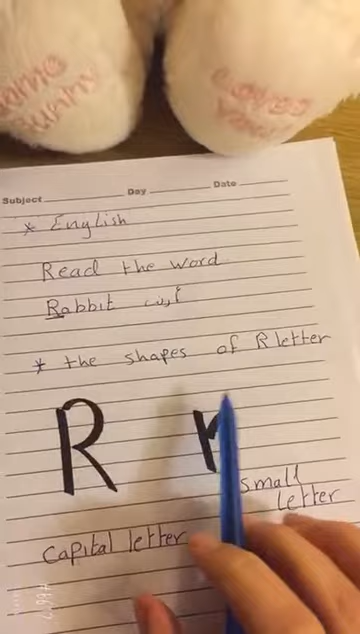 Subject Day Date
* English
Read the word
Rabbit أرنب
* the shapes of R letter
R r
small
letter
capital letter